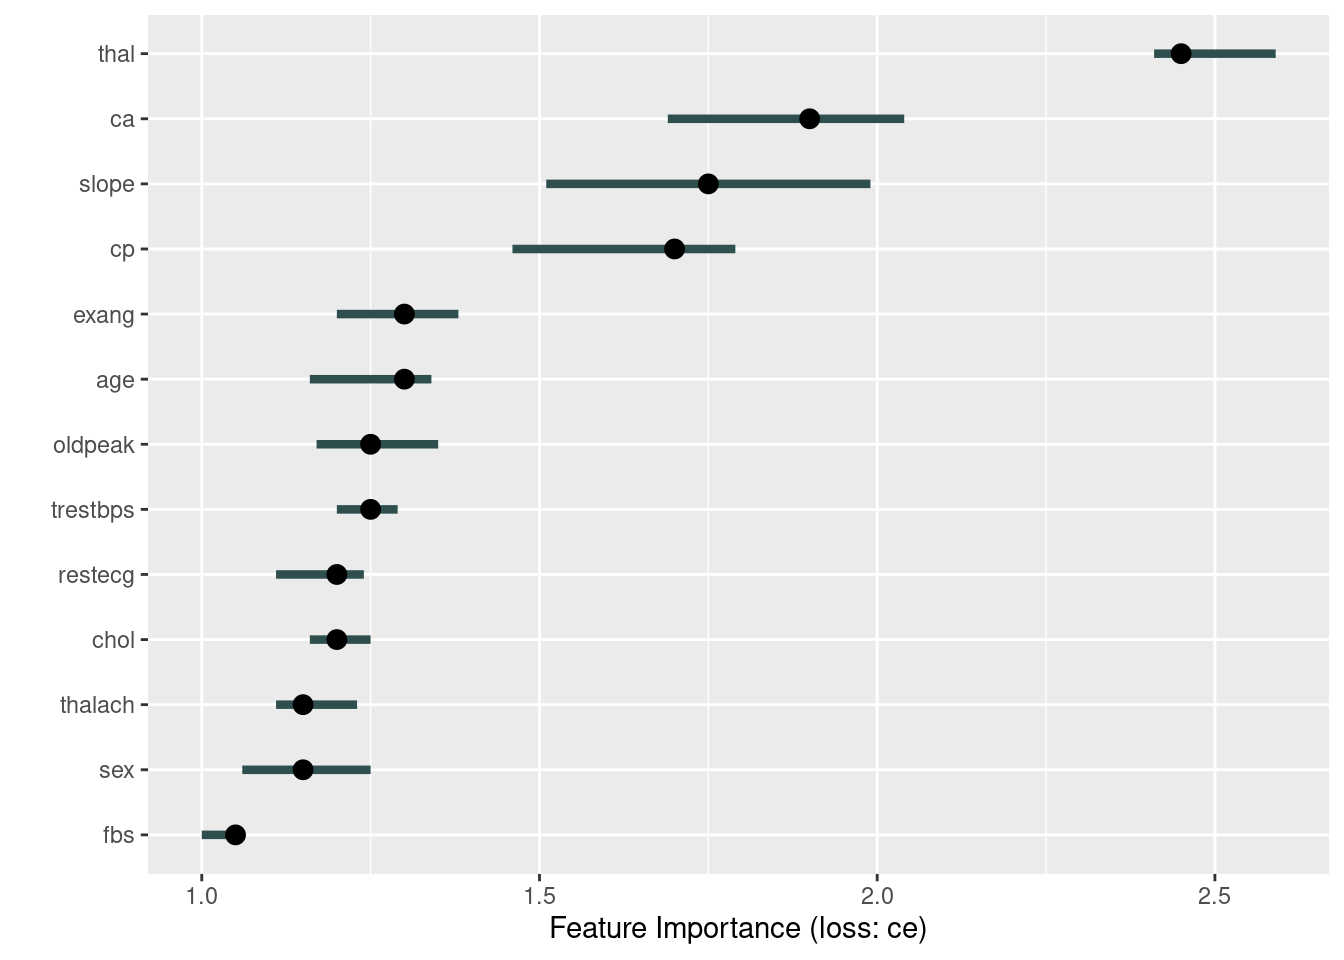 thal
ca
slope
cp
exang
age
oldpeak
trestbps
restecg
chol
thalach
sex
fbs
1.0 1.5 2.0 2.5
Feature Importance (loss: ce)